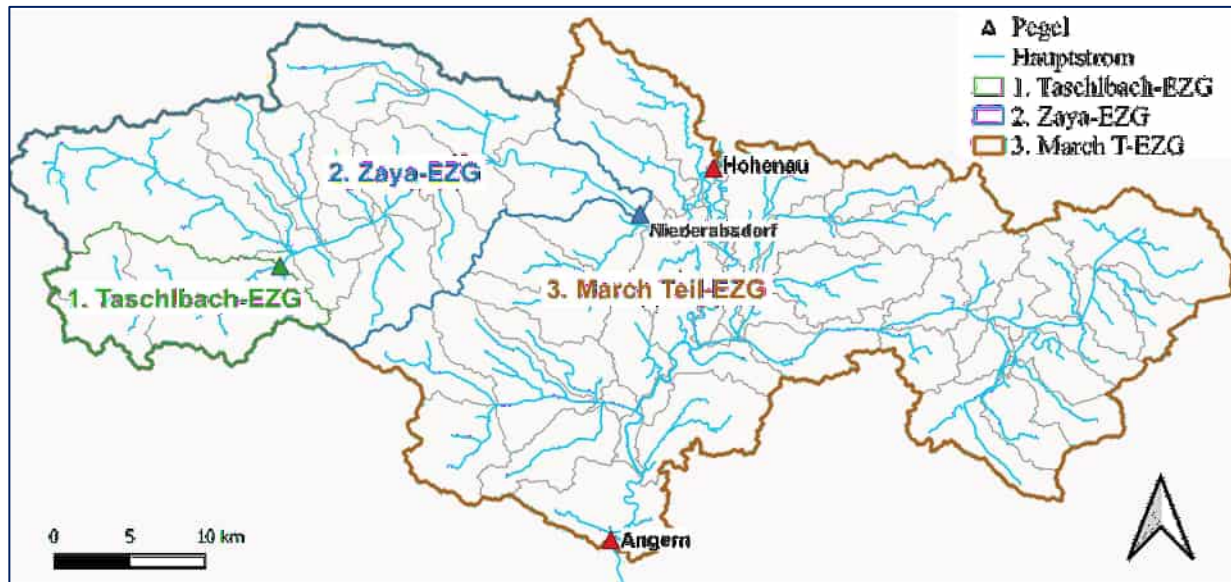 Pegel
Hauptstrom
1. Taschlbach-EZG
2. Zaya-EZG
3. March T-EZG
2. Zaya-EZG
Hohenau
Niederabsdorf
1. Taschlbach-EZG
3. March Teil-EZG
0 5 10 km
Angern